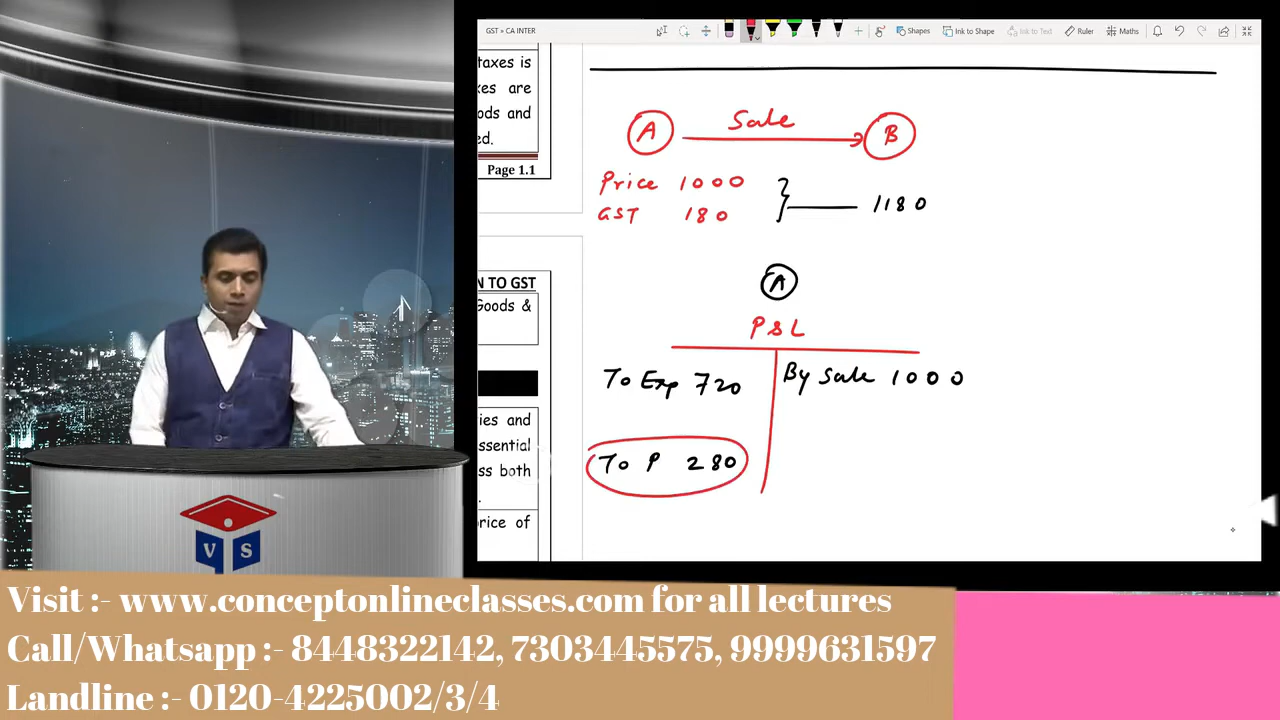 GST » CA INTER
Shapes
Ink to Shape
Ink to Text
Ruler
Maths
taxes is
xes are
ods and
ed.
Page 1.1
N TO GST
Goods &
ies and
ssential
ss both
.
rice of
A Sale B
Price 1000
GST 180
1180
A
P&L
To Exp 720
By Sale 1000
To P 280
V S
Visit :- www.conceptonlineclasses.com for all lectures
Call/Whatsapp :- 8448322142, 7303445575, 9999631597
Landline :- 0120-4225002/3/4